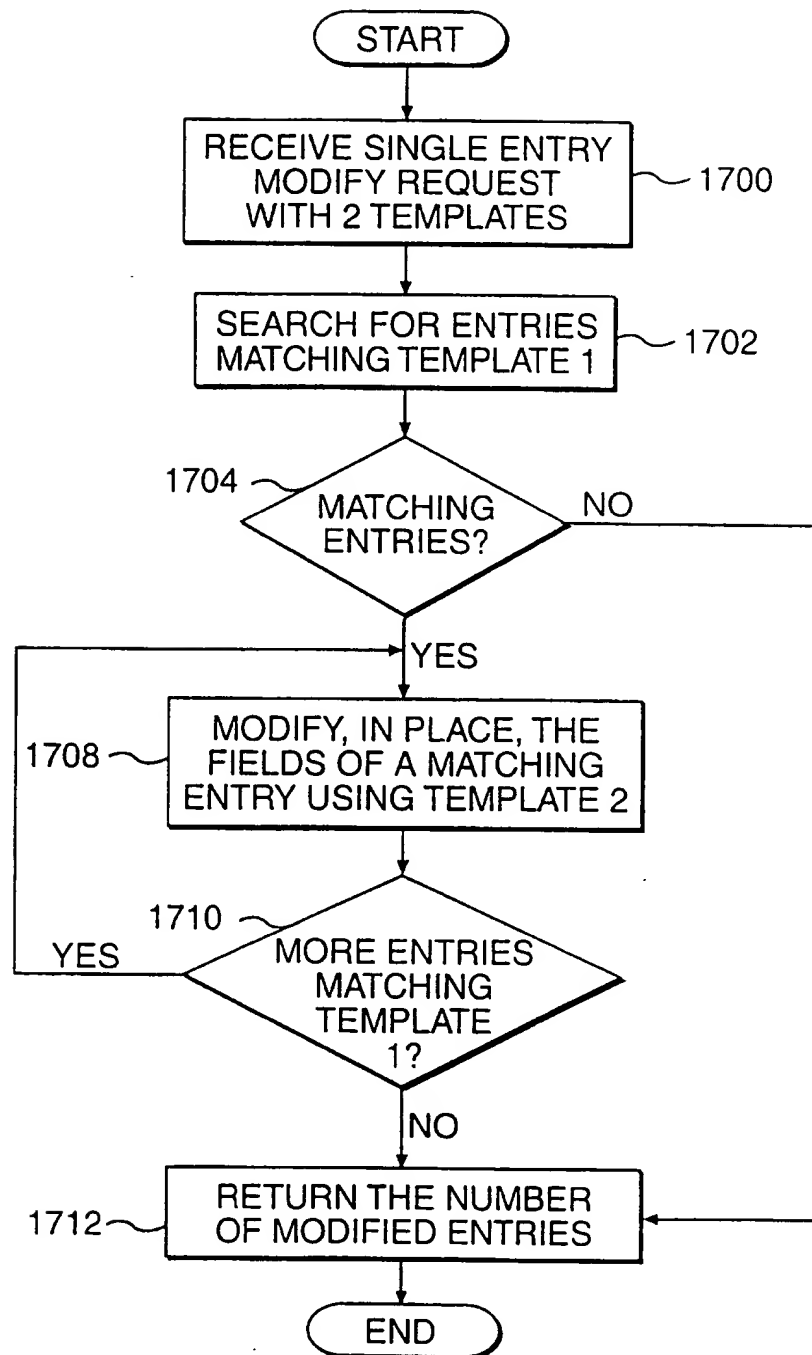 START
RECEIVE SINGLE ENTRY
MODIFY REQUEST
WITH 2 TEMPLATES
1700
SEARCH FOR ENTRIES
MATCHING TEMPLATE 1
1702
1704
MATCHING
ENTRIES?
NO
YES
1708
MODIFY, IN PLACE, THE
FIELDS OF A MATCHING
ENTRY USING TEMPLATE 2
1710
YES
MORE ENTRIES
MATCHING
TEMPLATE
1?
NO
1712
RETURN THE NUMBER
OF MODIFIED ENTRIES
END